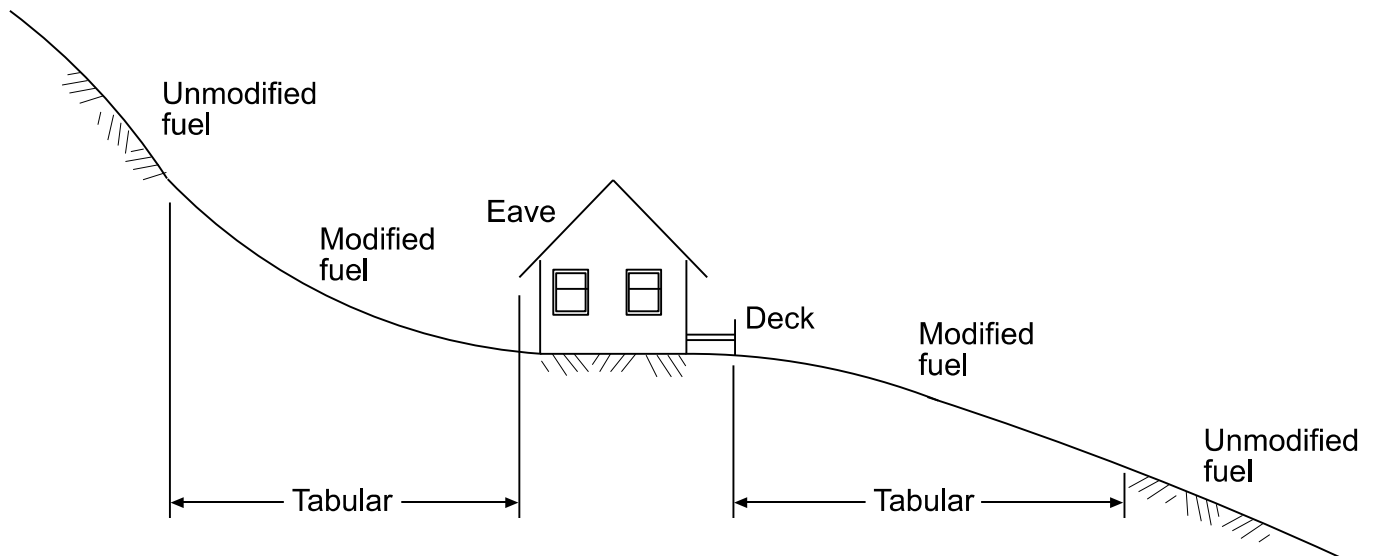 Unmodified
fuel
Modified
fuel
Eave
Deck
Modified
fuel
Unmodified
fuel
Tabular
Tabular